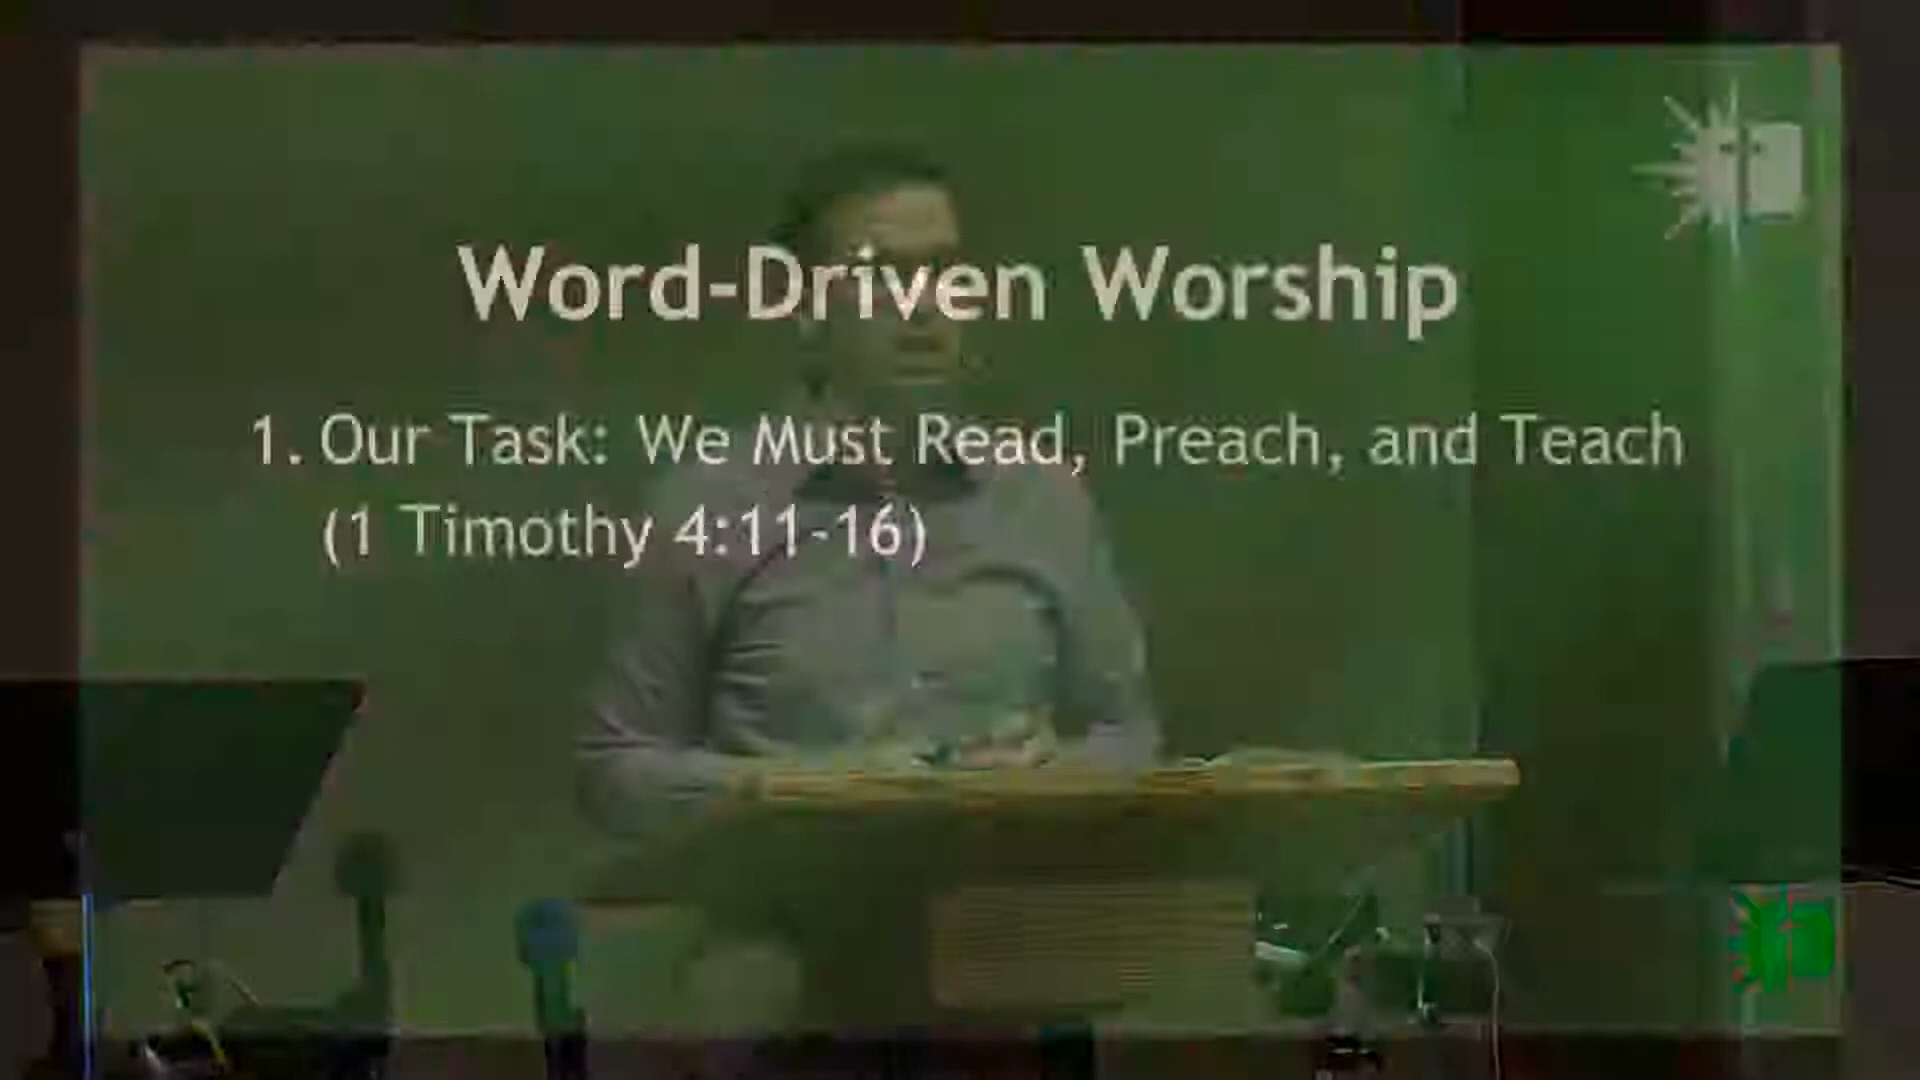 Word-Driven Worship
1. Our Task: We Must Read, Preach, and Teach
(1 Timothy 4:11-16)